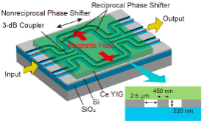 Reciprocal Phase Shifter
Nonreciprocal Phase Shifter
3-dB Coupler
Output
Magnetic Field
Input
Ce:YIG
Si
SiO₂
450 nm
2.5 μm
220 nm